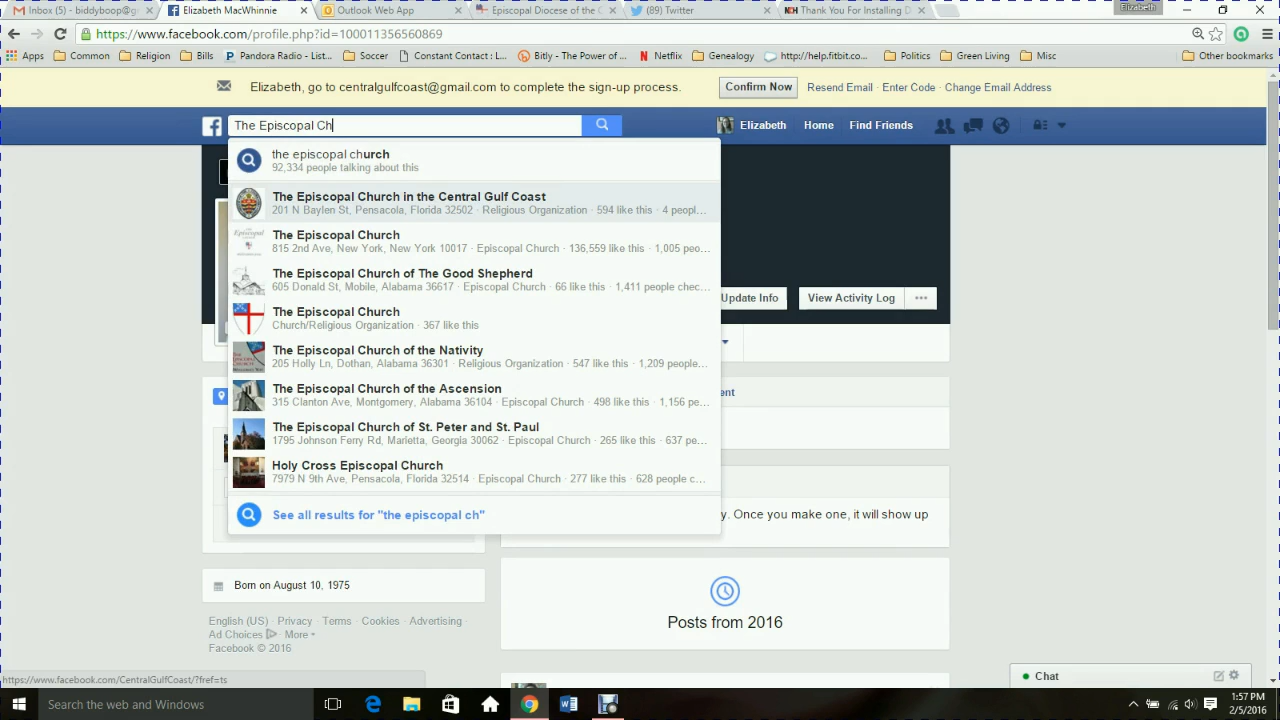 Inbox (5) - biddyboop@g
Elizabeth MacWhinnie
Outlook Web App
Episcopal Diocese of the C
(89) Twitter
Thank You For Installing D
Elizabeth
https://www.facebook.com/profile.php?id=100011356560869
Apps
Common
Religion
Bills
Pandora Radio - List...
Soccer
Constant Contact : L...
Bitly - The Power of ...
Netflix
Genealogy
http://help.fitbit.co...
Politics
Green Living
Misc
Other bookmarks
Elizabeth, go to centralgulfcoast@gmail.com to complete the sign-up process.
Confirm Now
Resend Email · Enter Code · Change Email Address
The Episcopal Ch
Elizabeth
Home
Find Friends
the episcopal church
92,334 people talking about this
The Episcopal Church in the Central Gulf Coast
201 N Baylen St, Pensacola, Florida 32502 · Religious Organization · 594 like this · 4 peopl...
The Episcopal Church
815 2nd Ave, New York, New York 10017 · Episcopal Church · 136,559 like this · 1,005 peo...
The Episcopal Church of The Good Shepherd
605 Donald St, Mobile, Alabama 36617 · Episcopal Church · 66 like this · 1,411 people chec...
Update Info
View Activity Log
The Episcopal Church
Church/Religious Organization · 367 like this
The Episcopal Church of the Nativity
205 Holly Ln, Dothan, Alabama 36301 · Religious Organization · 547 like this · 1,209 people...
The Episcopal Church of the Ascension
315 Clanton Ave, Montgomery, Alabama 36104 · Episcopal Church · 498 like this · 1,156 pe...
ent
The Episcopal Church of St. Peter and St. Paul
1795 Johnson Ferry Rd, Marietta, Georgia 30062 · Episcopal Church · 265 like this · 637 pe...
Holy Cross Episcopal Church
7979 N 9th Ave, Pensacola, Florida 32514 · Episcopal Church · 277 like this · 628 people c...
See all results for "the episcopal ch"
y. Once you make one, it will show up
Born on August 10, 1975
English (US) · Privacy · Terms · Cookies · Advertising ·
Ad Choices · More
Facebook © 2016
Posts from 2016
https://www.facebook.com/CentralGulfCoast/?fref=ts
Chat
Search the web and Windows
1:57 PM
2/5/2016